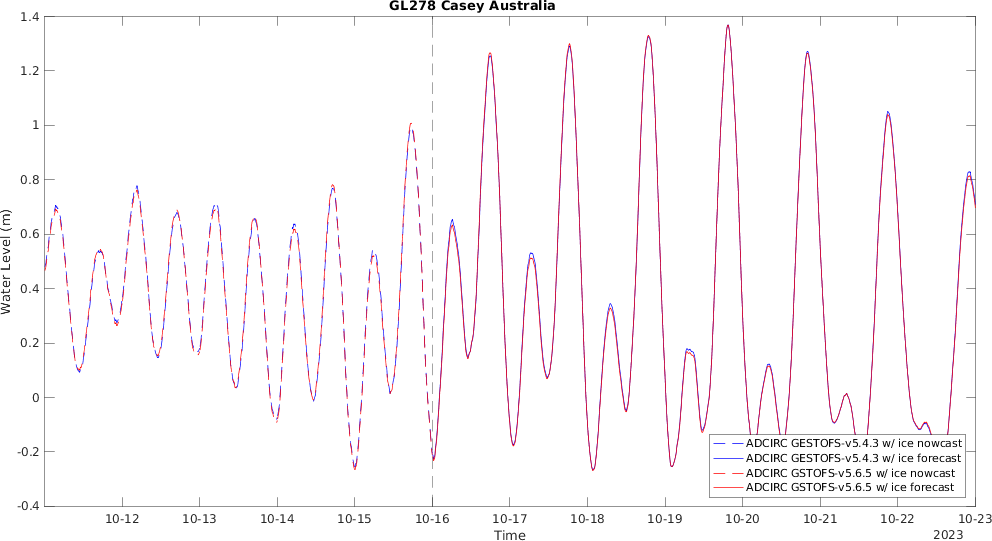 GL278 Casey Australia
1.4
1.2
1
0.8
0.6
0.4
0.2
0
-0.2
-0.4
Water Level (m)
ADCIRC GESTOFS-v5.4.3 w/ ice nowcast
ADCIRC GESTOFS-v5.4.3 w/ ice forecast
ADCIRC GSTOFS-v5.6.5 w/ ice nowcast
ADCIRC GSTOFS-v5.6.5 w/ ice forecast
10-12 10-13 10-14 10-15 10-16 10-17 10-18 10-19 10-20 10-21 10-22 10-23
Time
2023